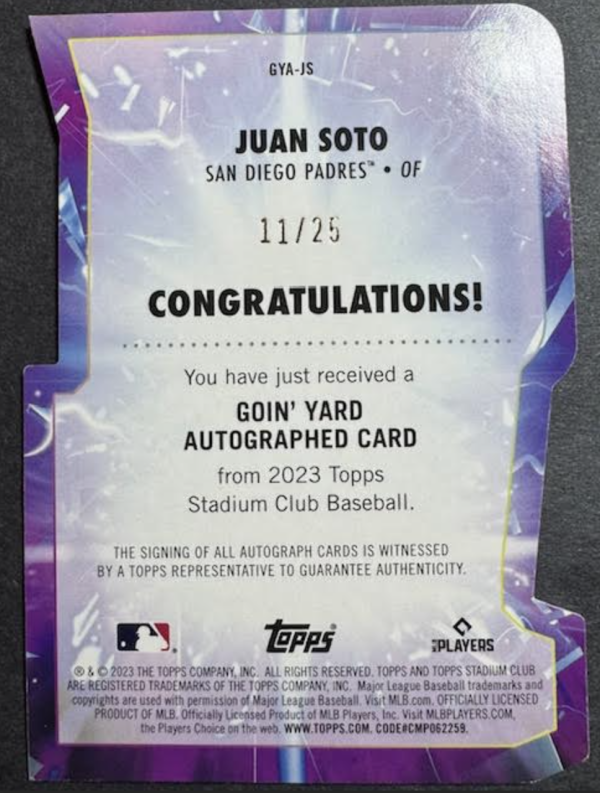 GYA-JS
JUAN SOTO
SAN DIEGO PADRES™ • OF
11/25
CONGRATULATIONS!
You have just received a
GOIN' YARD
AUTOGRAPHED CARD
from 2023 Topps
Stadium Club Baseball.
THE SIGNING OF ALL AUTOGRAPH CARDS IS WITNESSED
BY A TOPPS REPRESENTATIVE TO GUARANTEE AUTHENTICITY.
Topps® PLAYERS
® & © 2023 THE TOPPS COMPANY, INC. ALL RIGHTS RESERVED. TOPPS AND TOPPS STADIUM CLUB
ARE REGISTERED TRADEMARKS OF THE TOPPS COMPANY, INC. Major League Baseball trademarks and
copyrights are used with permission of Major League Baseball. Visit MLB.com. OFFICIALLY LICENSED
PRODUCT OF MLB. Officially Licensed Product of MLB Players, Inc. Visit MLBPLAYERS.COM,
the Players Choice on the web. WWW.TOPPS.COM. CODE#CMP062259.